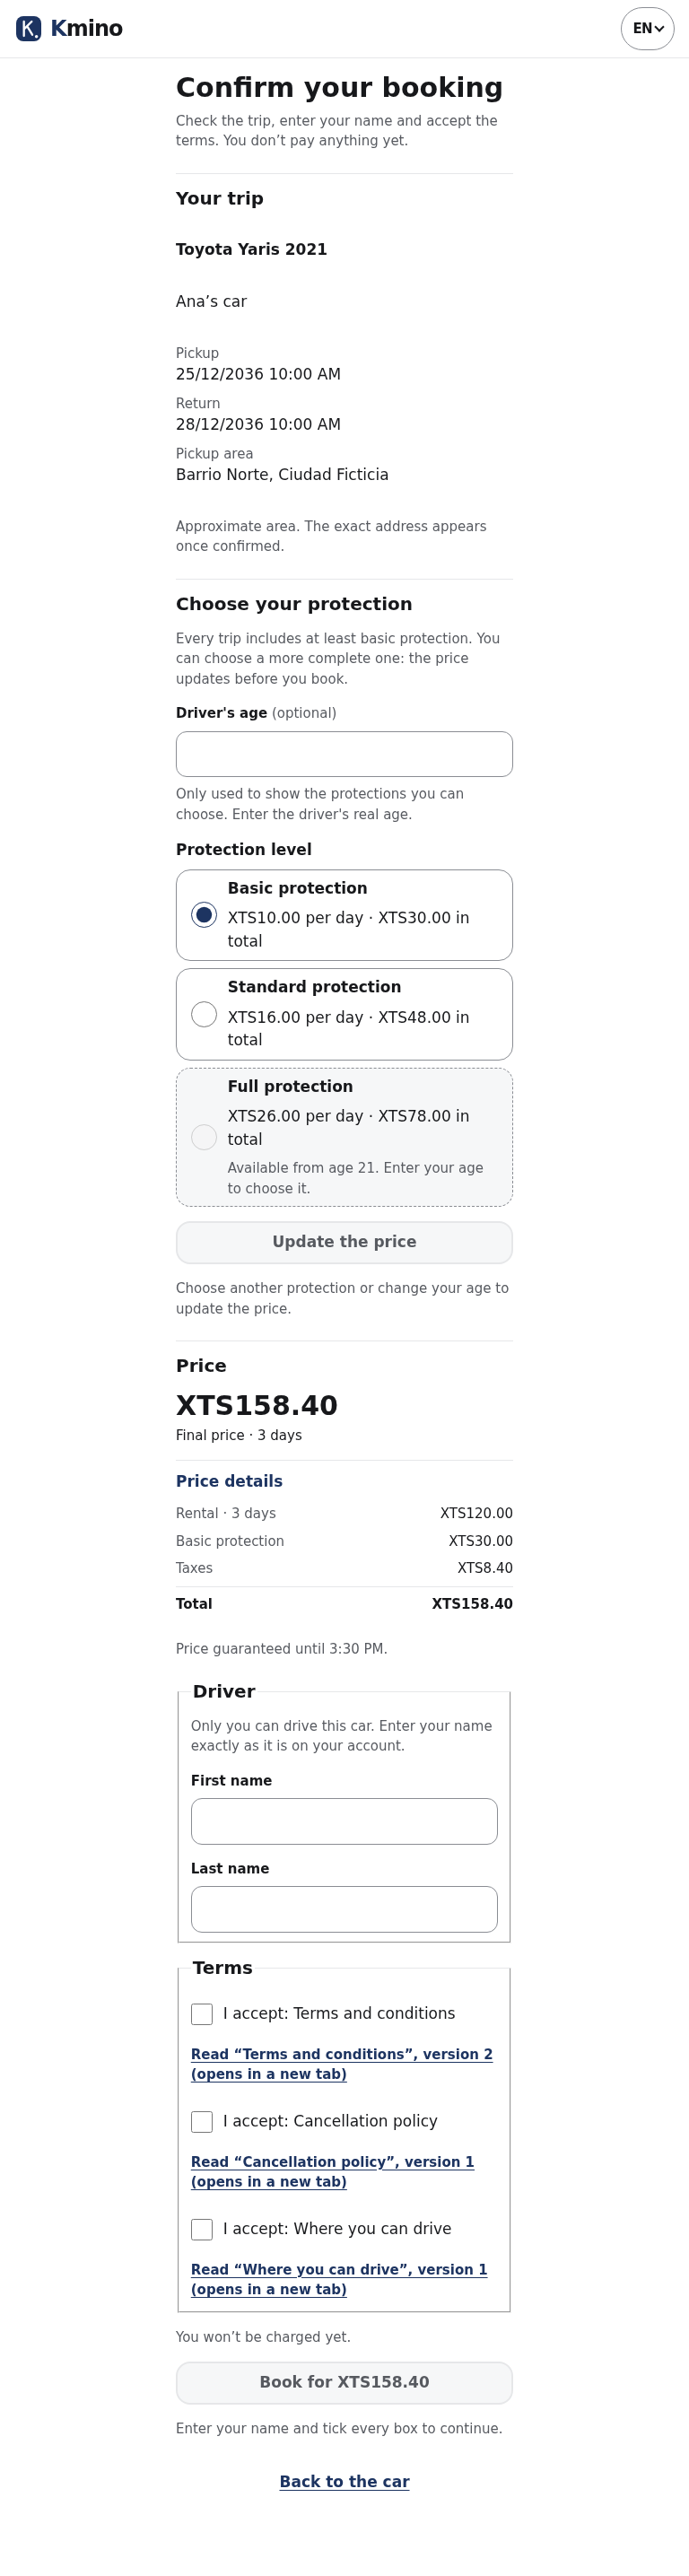 K. Kmino
EN
Confirm your booking
Check the trip, enter your name and accept the
terms. You don’t pay anything yet.
Your trip
Toyota Yaris 2021
Ana’s car
Pickup
25/12/2036 10:00 AM
Return
28/12/2036 10:00 AM
Pickup area
Barrio Norte, Ciudad Ficticia
Approximate area. The exact address appears
once confirmed.
Choose your protection
Every trip includes at least basic protection. You
can choose a more complete one: the price
updates before you book.
Driver's age (optional)
Only used to show the protections you can
choose. Enter the driver's real age.
Protection level
Basic protection
XTS10.00 per day · XTS30.00 in
total
Standard protection
XTS16.00 per day · XTS48.00 in
total
Full protection
XTS26.00 per day · XTS78.00 in
total
Available from age 21. Enter your age
to choose it.
Update the price
Choose another protection or change your age to
update the price.
Price
XTS158.40
Final price · 3 days
Price details
Rental · 3 days XTS120.00
Basic protection XTS30.00
Taxes XTS8.40
Total XTS158.40
Price guaranteed until 3:30 PM.
Driver
Only you can drive this car. Enter your name
exactly as it is on your account.
First name
Last name
Terms
I accept: Terms and conditions
Read “Terms and conditions”, version 2
(opens in a new tab)
I accept: Cancellation policy
Read “Cancellation policy”, version 1
(opens in a new tab)
I accept: Where you can drive
Read “Where you can drive”, version 1
(opens in a new tab)
You won’t be charged yet.
Book for XTS158.40
Enter your name and tick every box to continue.
Back to the car